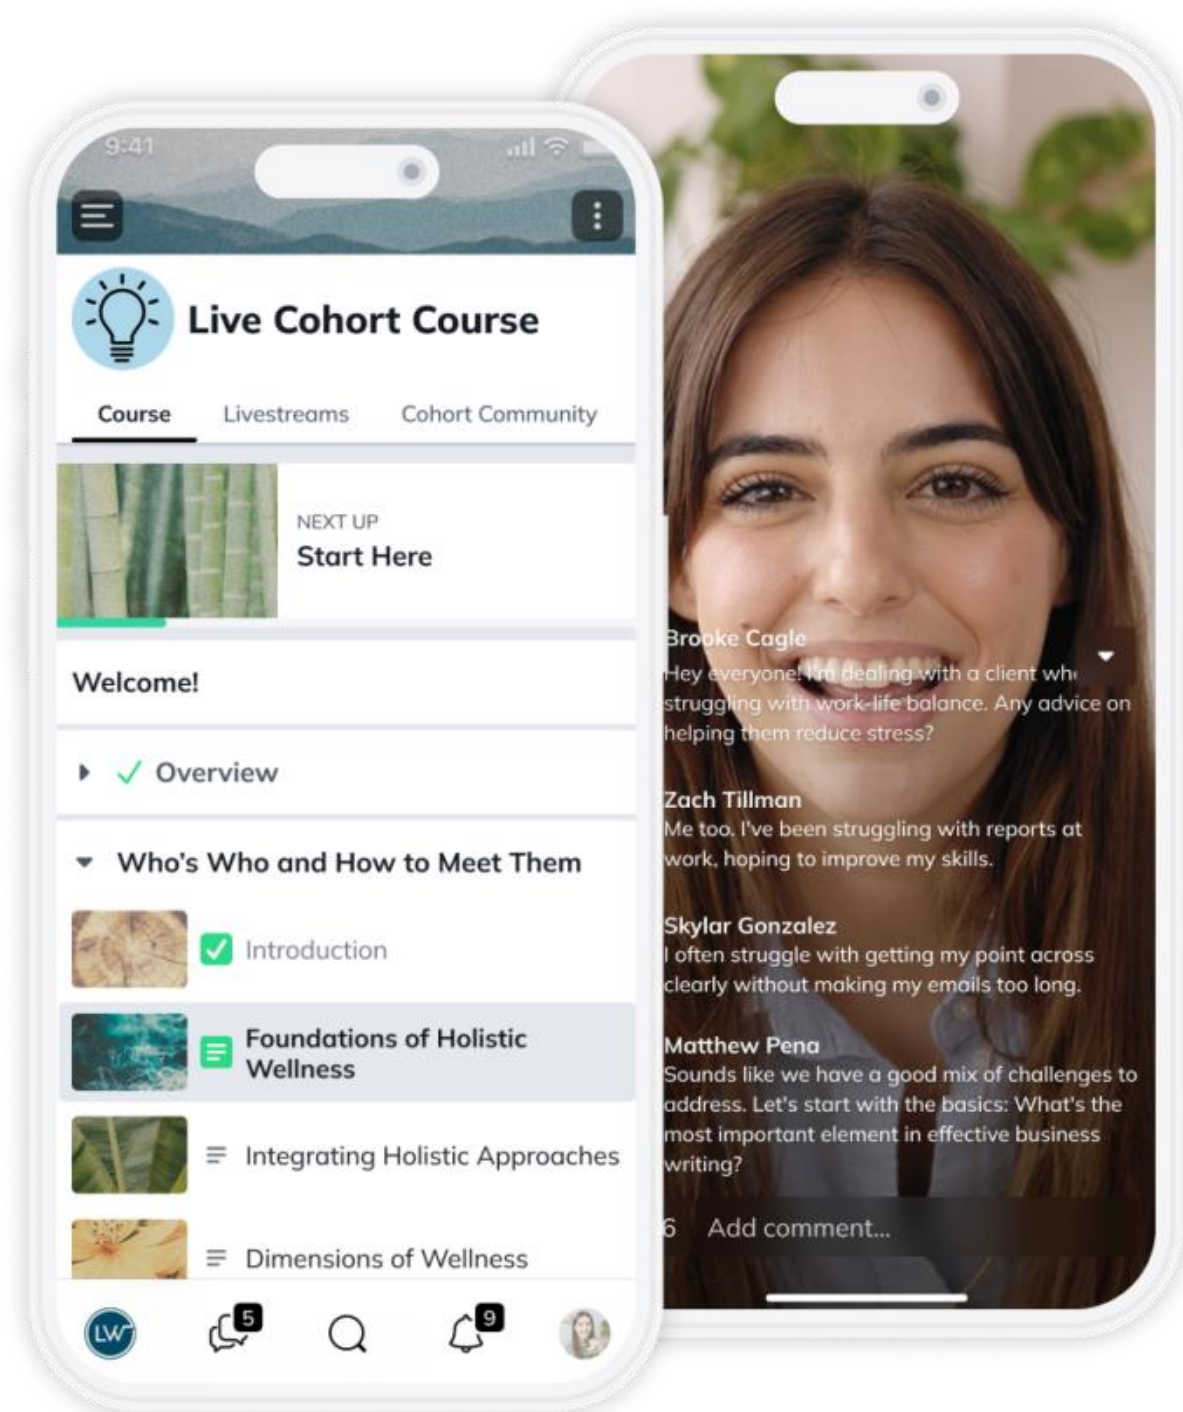 9:41
Live Cohort Course
Course Livestreams Cohort Community
NEXT UP
Start Here
Welcome!
Overview
Who's Who and How to Meet Them
Introduction
Foundations of Holistic
Wellness
Integrating Holistic Approaches
Dimensions of Wellness
LW 5 9
Brooke Cagle
Hey everyone! I'm dealing with a client
struggling with work-life balance. Any advice on
helping them reduce stress?
Zach Tillman
Me too. I've been struggling with reports at
work, hoping to improve my skills.
Skylar Gonzalez
I often struggle with getting my point across
clearly without making my emails too long.
Matthew Pena
Sounds like we have a good mix of challenges to
address. Let's start with the basics: What's the
most important element in effective business
writing?
6 Add comment...